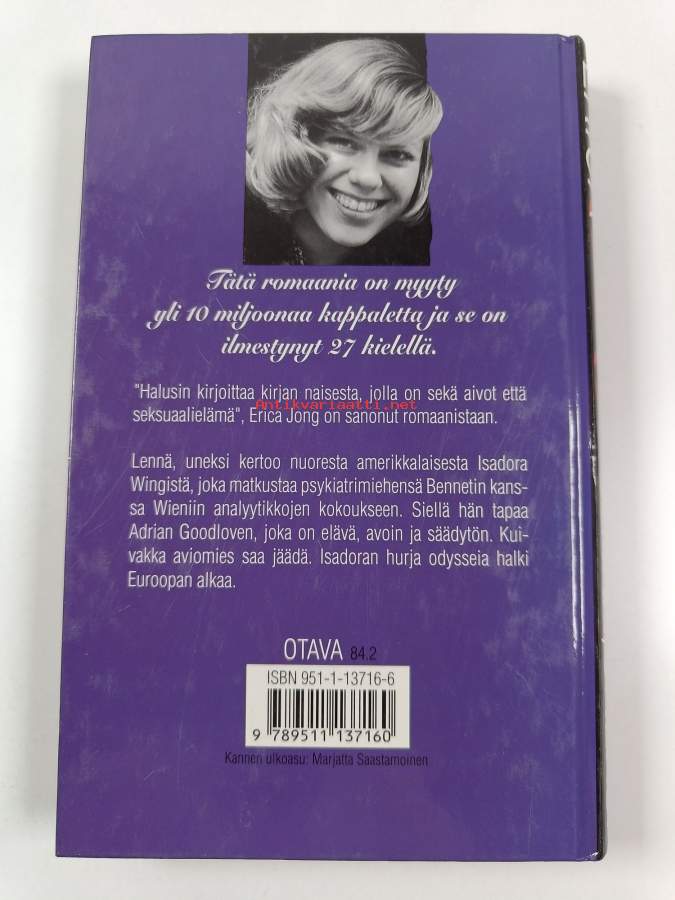 Tätä romaania on myyty
yli 10 miljoonaa kappaletta ja se on
ilmestynyt 27 kielellä.
"Halusin kirjoittaa kirjan naisesta, jolla on sekä aivot että
Antikvariaatti.net
seksuaalielämä", Erica Jong on sanonut romaanistaan.
Lennä, uneksi kertoo nuoresta amerikkalaisesta Isadora
Wingistä, joka matkustaa psykiatrimiehensä Bennetin kans-
sa Wieniin analyytikkojen kokoukseen. Siellä hän tapaa
Adrian Goodloven, joka on elävä, avoin ja säädytön. Kui-
vakka aviomies saa jäädä. Isadoran hurja odysseia halki
Euroopan alkaa.
OTAVA 84.2
ISBN 951-1-13716-6
9 789511 137160
Kannen ulkoasu: Marjatta Saastamoinen